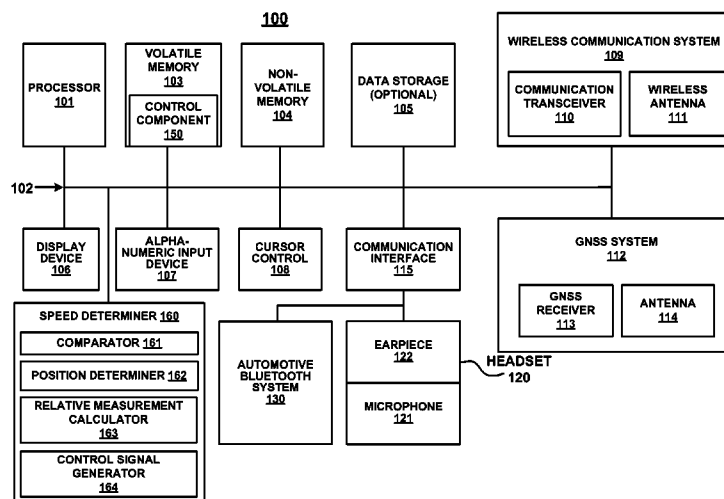 100
PROCESSOR
101
VOLATILE
MEMORY
103
CONTROL
COMPONENT
150
NON-
VOLATILE
MEMORY
104
DATA STORAGE
(OPTIONAL)
105
WIRELESS COMMUNICATION SYSTEM
109
COMMUNICATION
TRANSCEIVER
110
WIRELESS
ANTENNA
111
102
DISPLAY
DEVICE
106
ALPHA-
NUMERIC INPUT
DEVICE
107
CURSOR
CONTROL
108
COMMUNICATION
INTERFACE
115
GNSS SYSTEM
112
GNSS
RECEIVER
113
ANTENNA
114
SPEED DETERMINER 160
COMPARATOR 161
POSITION DETERMINER 162
RELATIVE MEASUREMENT
CALCULATOR
163
CONTROL SIGNAL
GENERATOR
164
AUTOMOTIVE
BLUETOOTH
SYSTEM
130
EARPIECE
122
MICROPHONE
121
HEADSET
120